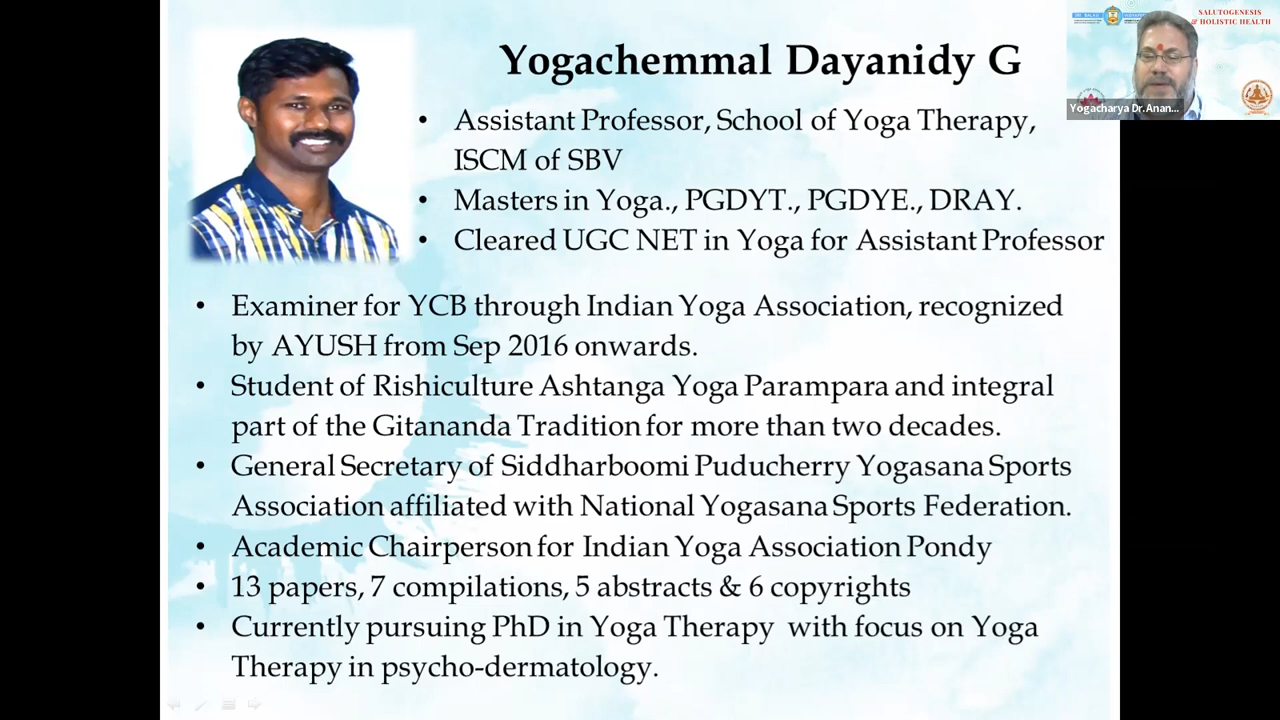 Yogachemmal Dayanidy G
• Assistant Professor, School of Yoga Therapy,
ISCM of SBV
• Masters in Yoga., PGDYT., PGDYE., DRAY.
• Cleared UGC NET in Yoga for Assistant Professor
• Examiner for YCB through Indian Yoga Association, recognized
by AYUSH from Sep 2016 onwards.
• Student of Rishiculture Ashtanga Yoga Parampara and integral
part of the Gitananda Tradition for more than two decades.
• General Secretary of Siddharboomi Puducherry Yogasana Sports
Association affiliated with National Yogasana Sports Federation.
• Academic Chairperson for Indian Yoga Association Pondy
• 13 papers, 7 compilations, 5 abstracts & 6 copyrights
• Currently pursuing PhD in Yoga Therapy with focus on Yoga
Therapy in psycho-dermatology.
SALUTOGENESIS
& HOLISTIC HEALTH
Yogacharya Dr.Anan...